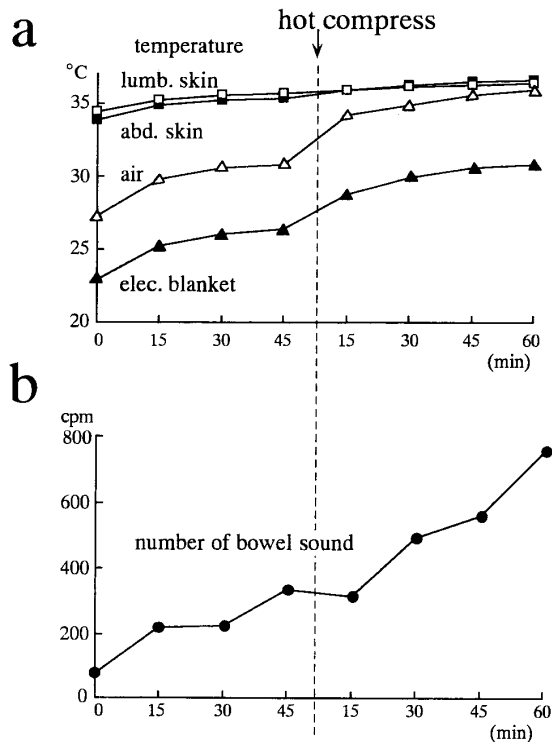 a
hot compress
temperature
°C
lumb. skin
35
abd. skin
air
30
25
elec. blanket
20
0 15 30 45 15 30 45 60
(min)
b
cpm
800
600
number of bowel sound
400
200
0
0 15 30 45 15 30 45 60
(min)